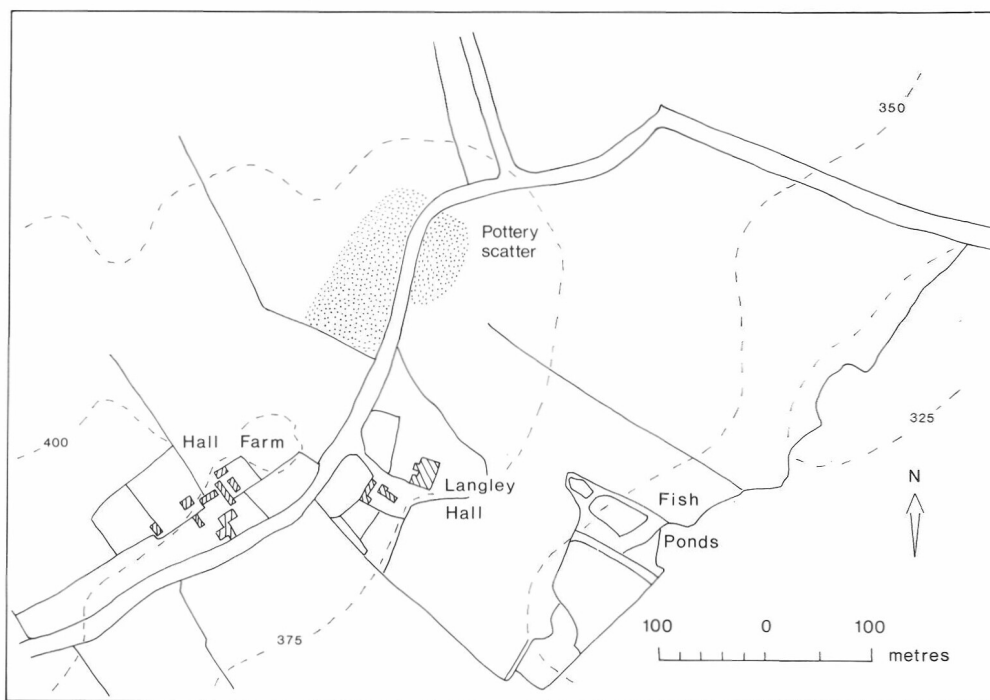 350
Pottery
scatter
400
Hall Farm
325
Langley
Hall
Fish
Ponds
N
375
100 0 100
metres